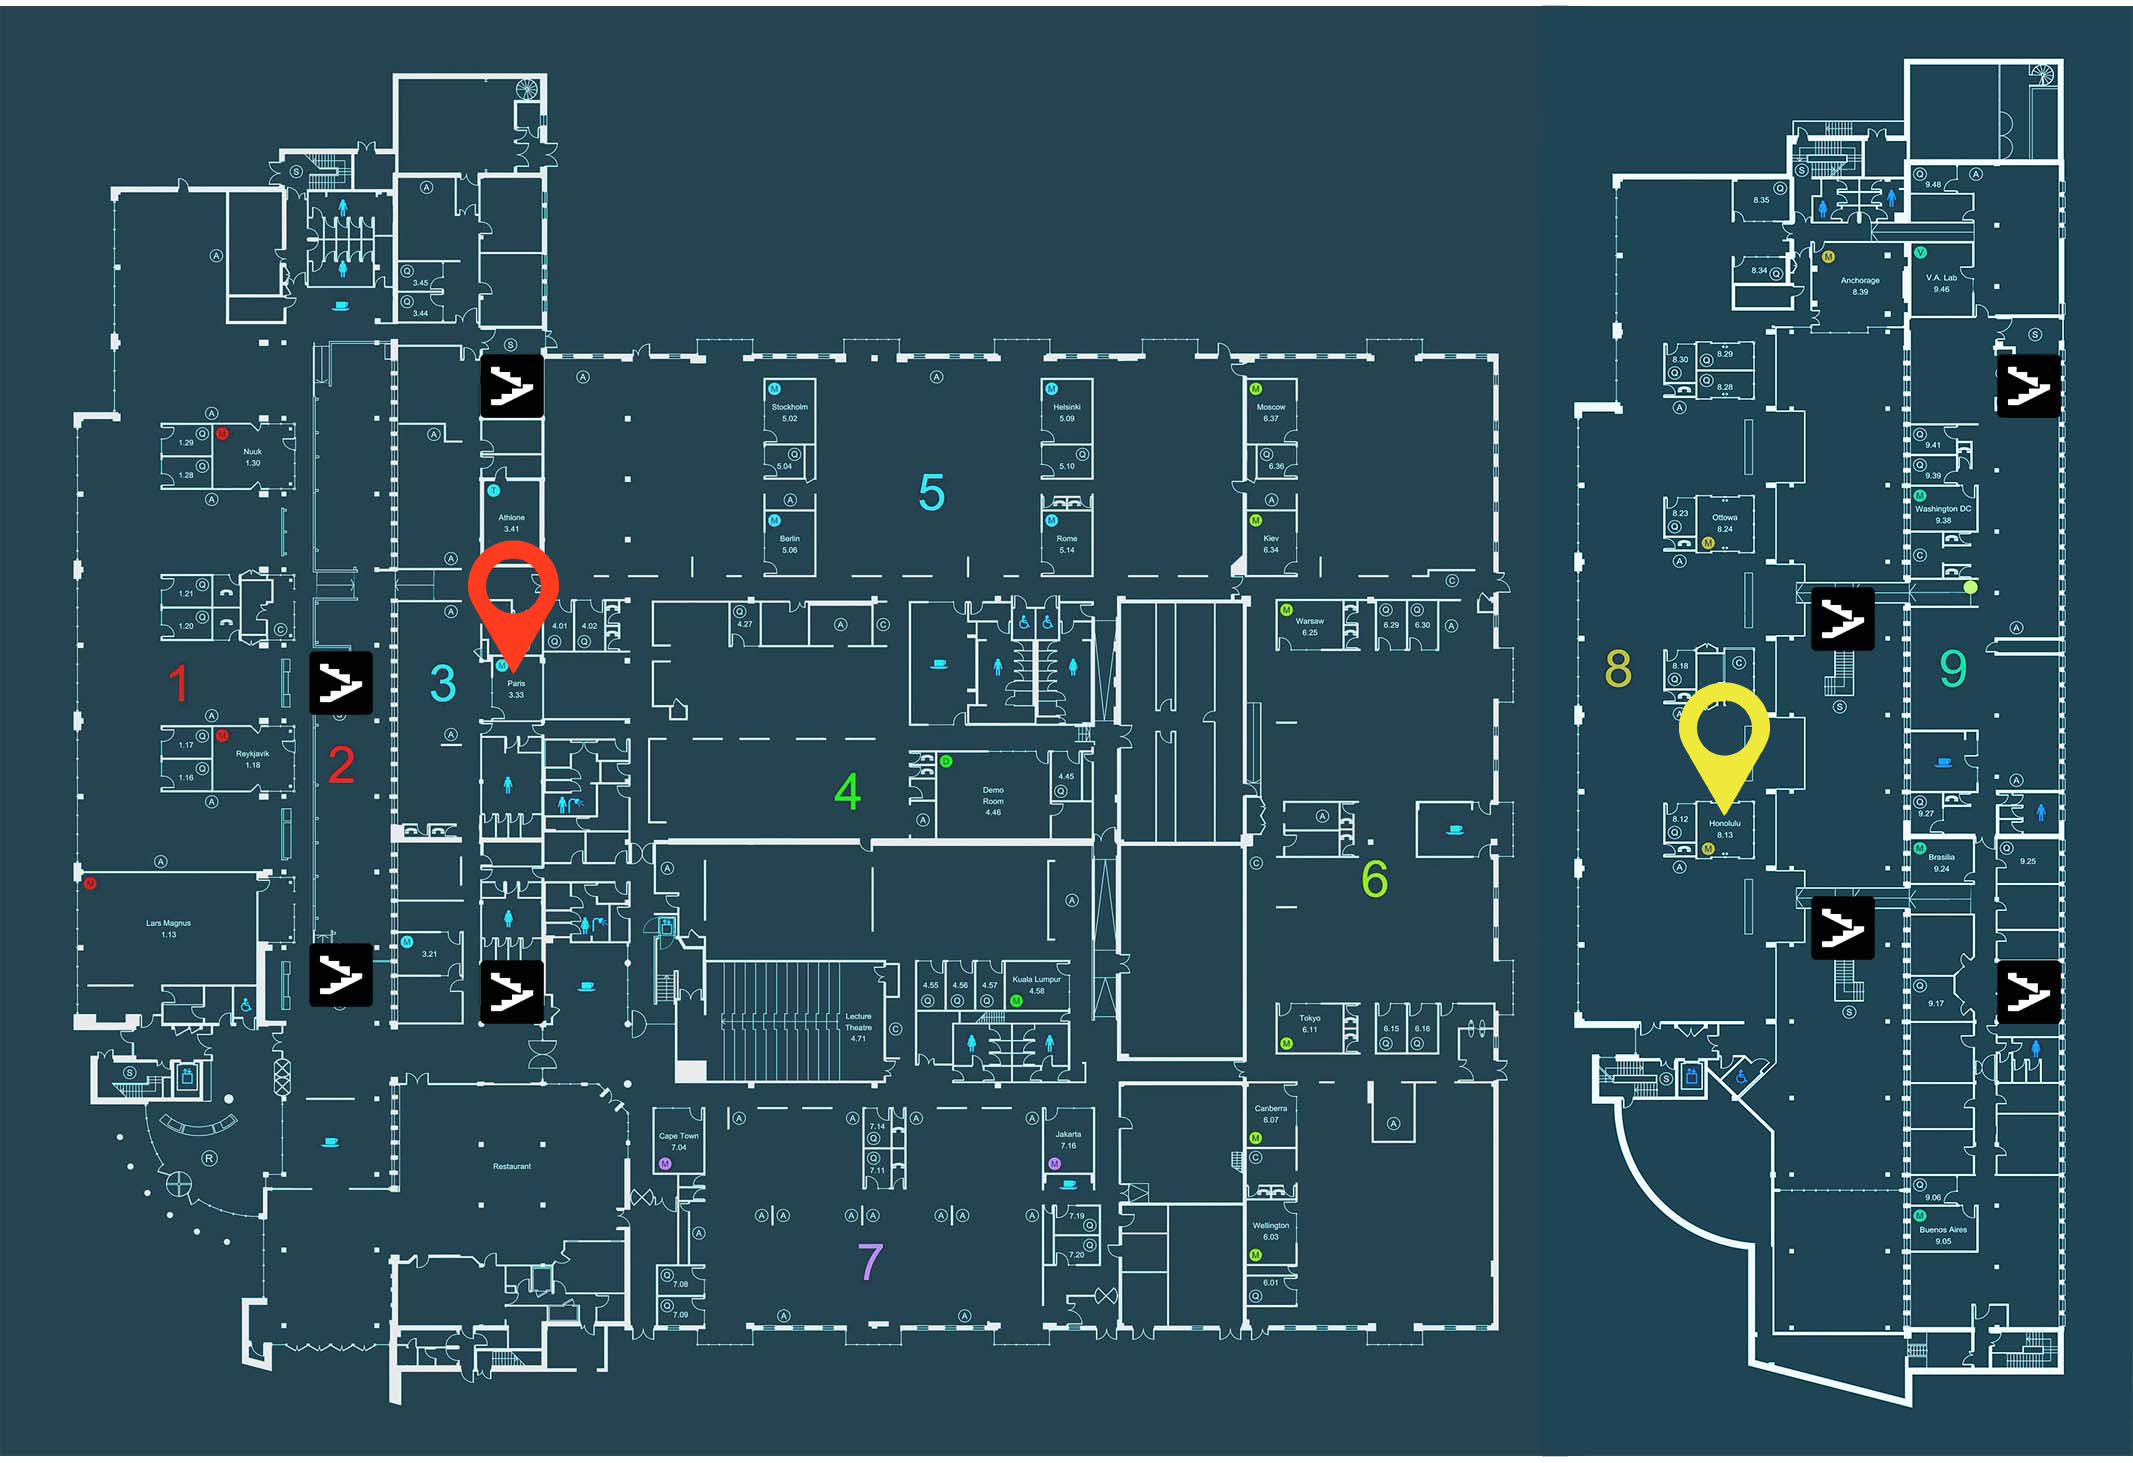 S
A
A
Q
3.45
Q
3.44
S
A
A
A
1.29
Q
M
Nuuk
1.30
1.28
Q
A
A
T
Athlone
3.41
A
1.21
Q
1.20
Q
C
A
1
2
3
M
Paris
3.33
A
1.17
Q
M
Reykjavik
1.18
1.16
Q
A
A
M
Lars Magnus
1.13
M
3.21
S
R
Restaurant
A
M
Stockholm
5.02
Q
5.04
A
M
Berlin
5.06
5
M
Helsinki
5.09
Q
5.10
M
Rome
5.14
M
Moscow
6.37
Q
6.36
A
M
Kiev
6.34
C
4.01
Q
4.02
Q
Q
4.27
A
C
4
D
Demo
Room
4.46
4.45
Q
A
A
A
Lecture
Theatre
4.71
C
4.55
Q
4.56
Q
4.57
Q
Kuala Lumpur
4.58
M
M
Warsaw
6.25
Q
6.29
Q
6.30
A
A
C
6
Tokyo
6.11
M
6.15
Q
6.16
Q
Canberra
6.07
M
C
Wellington
6.03
M
6.01
Q
A
Cape Town
7.04
M
A
A
7.14
Q
7.11
Q
A
A
Jakarta
7.16
M
A
A
A
A
A
A
A
A
7.19
Q
7.20
Q
7
7.08
Q
7.09
Q
A
A
S
8.35
Q
8.34
Q
M
Anchorage
8.39
8.30
Q
8.29
Q
8.28
Q
A
8.23
Q
Ottowa
8.24
M
A
8
8.18
Q
C
A
8.12
Q
Honolulu
8.13
M
A
S
S
S
Q
9.48
A
V
V.A. Lab
9.46
S
Q
9.41
Q
9.39
M
Washington DC
9.38
C
A
9
A
Q
9.27
M
Brasilia
9.24
Q
9.25
Q
9.17
Q
9.06
M
Buenos Aires
9.05